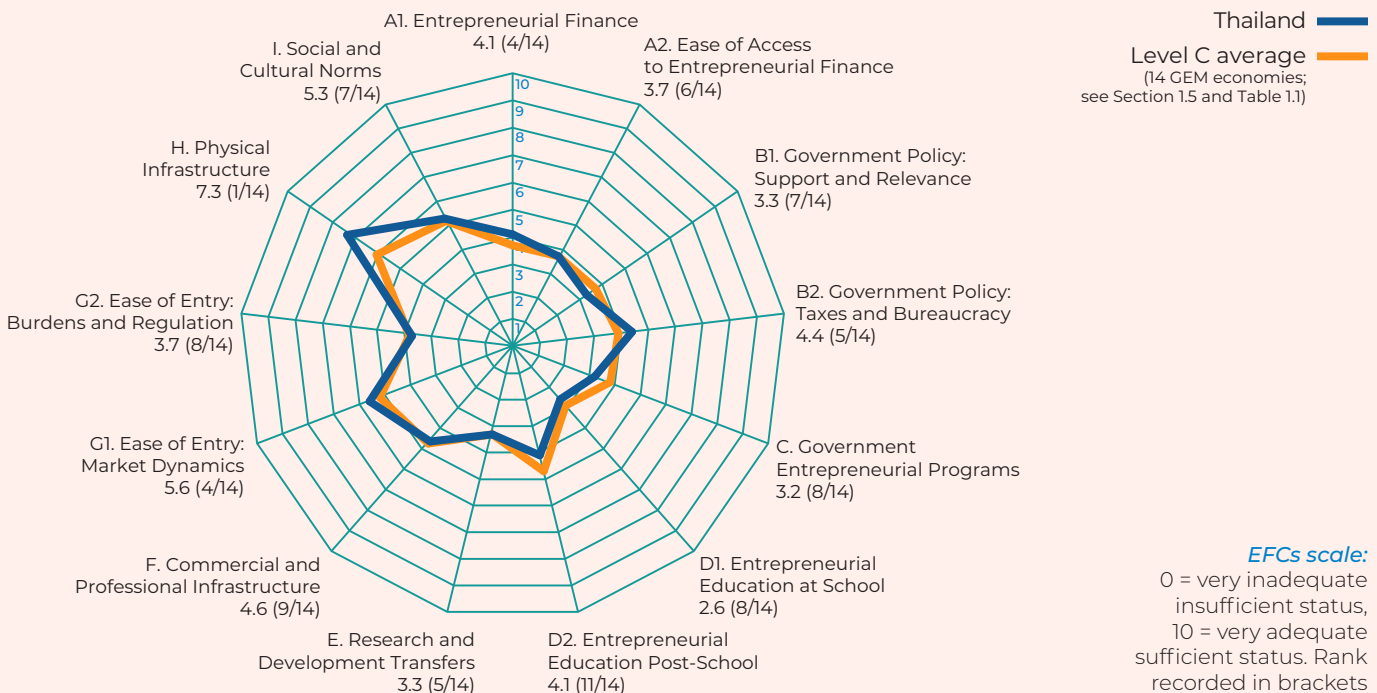 A1. Entrepreneurial Finance
4.1 (4/14)
A2. Ease of Access
to Entrepreneurial Finance
3.7 (6/14)
B1. Government Policy:
Support and Relevance
3.3 (7/14)
B2. Government Policy:
Taxes and Bureaucracy
4.4 (5/14)
C. Government
Entrepreneurial Programs
3.2 (8/14)
D1. Entrepreneurial
Education at School
2.6 (8/14)
D2. Entrepreneurial
Education Post-School
4.1 (11/14)
E. Research and
Development Transfers
3.3 (5/14)
F. Commercial and
Professional Infrastructure
4.6 (9/14)
G1. Ease of Entry:
Market Dynamics
5.6 (4/14)
G2. Ease of Entry:
Burdens and Regulation
3.7 (8/14)
H. Physical
Infrastructure
7.3 (1/14)
I. Social and
Cultural Norms
5.3 (7/14)
10
9
8
7
6
5
3
2
1
Thailand
Level C average
(14 GEM economies;
see Section 1.5 and Table 1.1)
EFCs scale:
0 = very inadequate
insufficient status,
10 = very adequate
sufficient status. Rank
recorded in brackets